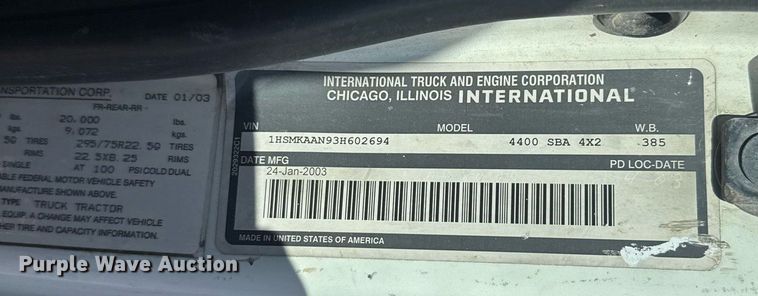 NSPORTATION CORP. DATE 01/03
FR-REAR-RR -
lbs. 20,000 lbs.
kgs. 9,072 kgs.
5G TIRES 295/75R22.5G TIRES
RIMS 22.5X8.25 RIMS
SINGLE AT 100 PSI COLD DUAL
BLE FEDERAL MOTOR VEHICLE SAFETY
MANUFACTURE SHOWN ABOVE.
TYPE TRUCK TRACTOR
EQUIP. A CHANGE MAY AFFECT VEHICLE
HER TIRE AND CAPACITY INFORMATION.
INTERNATIONAL TRUCK AND ENGINE CORPORATION
CHICAGO, ILLINOIS INTERNATIONAL®
VIN MODEL W.B.
1HSMKAAN93H602694 4400 SBA 4X2 .385
DATE MFG PD LOC-DATE
24-Jan-2003
MADE IN UNITED STATES OF AMERICA
2029322C1
Purple Wave Auction